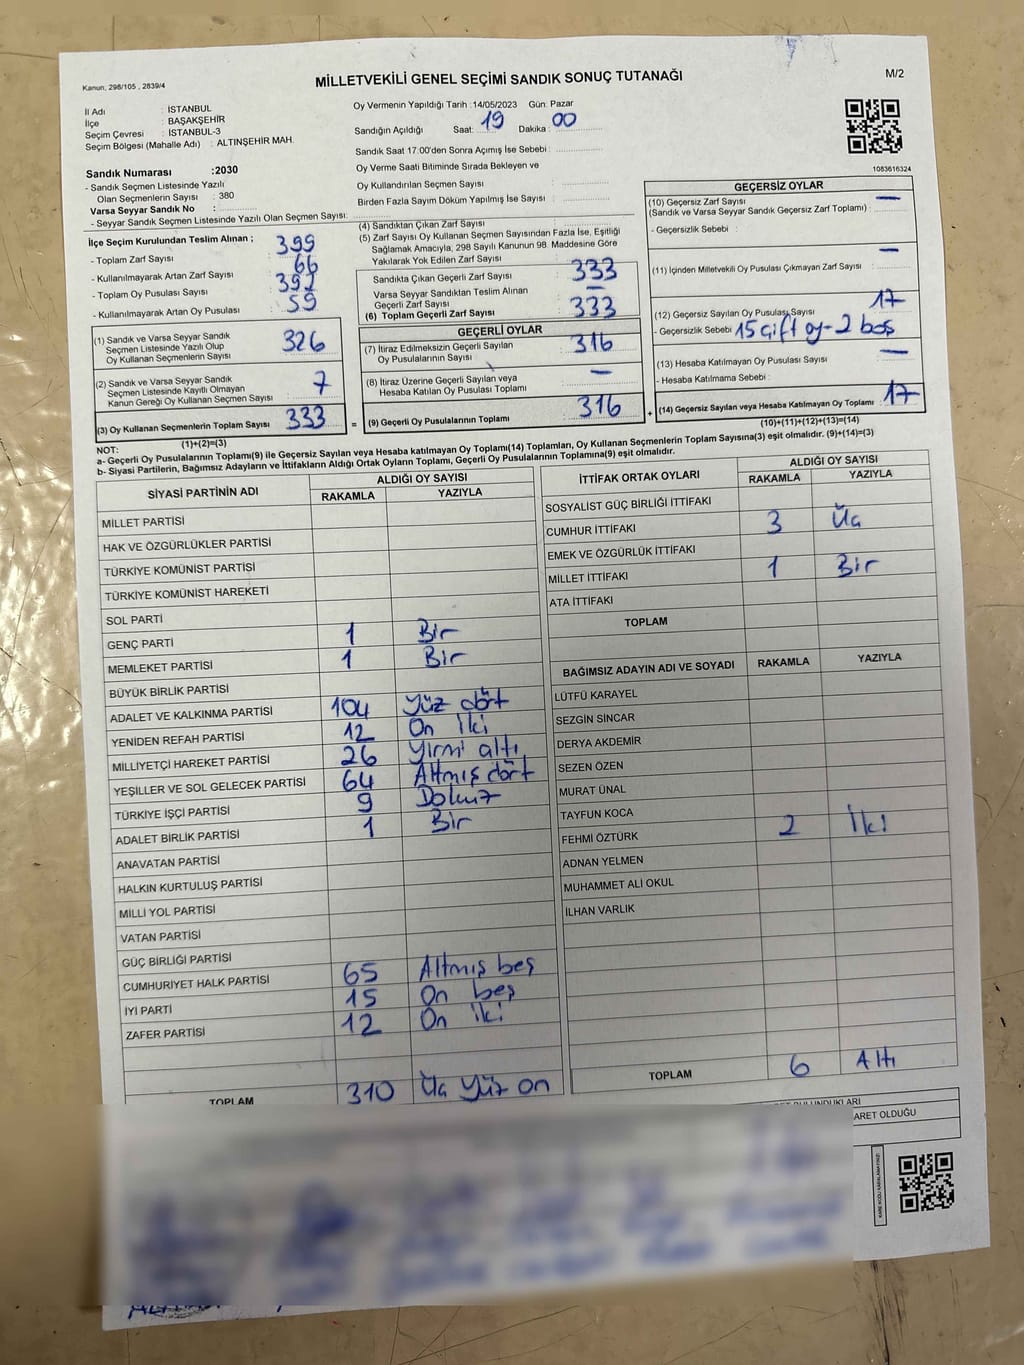 Kanun, 298/105 , 2839/4
MİLLETVEKİLİ GENEL SEÇİMİ SANDIK SONUÇ TUTANAĞI
M/2
İl Adı : İSTANBUL
İlçe : BAŞAKŞEHİR
Seçim Çevresi : İSTANBUL-3
Seçim Bölgesi (Mahalle Adı) : ALTINŞEHİR MAH.
Oy Vermenin Yapıldığı Tarih :14/05/2023 Gün: Pazar
Sandığın Açıldığı Saat: 19 Dakika : 00
Sandık Saat 17:00'den Sonra Açmış İse Sebebi :
Oy Verme Saati Bitiminde Sırada Bekleyen ve
Oy Kullandırılan Seçmen Sayısı
Birden Fazla Sayım Döküm Yapılmış İse Sayısı :
1083616324
Sandık Numarası :2030
- Sandık Seçmen Listesinde Yazılı
Olan Seçmenlerin Sayısı : 380
Varsa Seyyar Sandık No :
- Seyyar Sandık Seçmen Listesinde Yazılı Olan Seçmen Sayısı:
İlçe Seçim Kurulundan Teslim Alınan ;
- Toplam Zarf Sayısı : 399
- Kullanılmayarak Artan Zarf Sayısı : 66
- Toplam Oy Pusulası Sayısı : 392
- Kullanılmayarak Artan Oy Pusulası : 59
(1) Sandık ve Varsa Seyyar Sandık
Seçmen Listesinde Yazılı Olup
Oy Kullanan Seçmenlerin Sayısı : 326
(2) Sandık ve Varsa Seyyar Sandık
Seçmen Listesinde Kayıtlı Olmayan
Kanun Gereği Oy Kullanan Seçmen Sayısı : 7
(3) Oy Kullanan Seçmenlerin Toplam Sayısı : 333
(1)+(2)=(3)
(4) Sandıktan Çıkan Zarf Sayısı
(5) Zarf Sayısı Oy Kullanan Seçmen Sayısından Fazla İse, Eşitliği
Sağlamak Amacıyla, 298 Sayılı Kanunun 98. Maddesine Göre
Yakılarak Yok Edilen Zarf Sayısı :
Sandıkta Çıkan Geçerli Zarf Sayısı : 333
Varsa Seyyar Sandıktan Teslim Alınan
Geçerli Zarf Sayısı : —
(6) Toplam Geçerli Zarf Sayısı : 333
GEÇERLİ OYLAR
(7) İtiraz Edilmeksizin Geçerli Sayılan
Oy Pusulalarının Sayısı : 316
(8) İtiraz Üzerine Geçerli Sayılan veya
Hesaba Katılan Oy Pusulası Toplamı : —
= (9) Geçerli Oy Pusulalarının Toplamı : 316 +
GEÇERSİZ OYLAR
(10) Geçersiz Zarf Sayısı
(Sandık ve Varsa Seyyar Sandık Geçersiz Zarf Toplamı) : —
- Geçersizlik Sebebi :
(11) İçinden Milletvekili Oy Pusulası Çıkmayan Zarf Sayısı : —
(12) Geçersiz Sayılan Oy Pusulası Sayısı : 17
- Geçersizlik Sebebi 15 Çift oy-2 boş
(13) Hesaba Katılmayan Oy Pusulası Sayısı : —
- Hesaba Katılmama Sebebi :
(14) Geçersiz Sayılan veya Hesaba Katılmayan Oy Toplamı : 17
(10)+(11)+(12)+(13)=(14)
NOT:
a- Geçerli Oy Pusulalarının Toplamı(9) ile Geçersiz Sayılan veya Hesaba katılmayan Oy Toplamı(14) Toplamları, Oy Kullanan Seçmenlerin Toplam Sayısına(3) eşit olmalıdır. (9)+(14)=(3)
b- Siyasi Partilerin, Bağımsız Adayların ve İttifakların Aldığı Ortak Oyların Toplamı, Geçerli Oy Pusulalarının Toplamına(9) eşit olmalıdır.
SİYASİ PARTİNİN ADI ALDIĞI OY SAYISI
RAKAMLA YAZIYLA
MİLLET PARTİSİ
HAK VE ÖZGÜRLÜKLER PARTİSİ
TÜRKİYE KOMÜNİST PARTİSİ
TÜRKİYE KOMÜNİST HAREKETİ
SOL PARTİ
GENÇ PARTİ 1 Bir
MEMLEKET PARTİSİ 1 Bir
BÜYÜK BİRLİK PARTİSİ
ADALET VE KALKINMA PARTİSİ 104 Yüz dört
YENİDEN REFAH PARTİSİ 12 On İki
MİLLİYETÇİ HAREKET PARTİSİ 26 Yirmi altı
YEŞİLLER VE SOL GELECEK PARTİSİ 64 Altmış dört
TÜRKİYE İŞÇİ PARTİSİ 9 Dokuz
ADALET BİRLİK PARTİSİ 1 Bir
ANAVATAN PARTİSİ
HALKIN KURTULUŞ PARTİSİ
MİLLİ YOL PARTİSİ
VATAN PARTİSİ
GÜÇ BİRLİĞİ PARTİSİ
CUMHURİYET HALK PARTİSİ 65 Altmış beş
İYİ PARTİ 15 On beş
ZAFER PARTİSİ 12 On iki
TOPLAM 310 Üç Yüz on
İTTİFAK ORTAK OYLARI ALDIĞI OY SAYISI
RAKAMLA YAZIYLA
SOSYALİST GÜÇ BİRLİĞİ İTTİFAKI
CUMHUR İTTİFAKI 3 Üç
EMEK VE ÖZGÜRLÜK İTTİFAKI
MİLLET İTTİFAKI 1 Bir
ATA İTTİFAKI
TOPLAM
BAĞIMSIZ ADAYIN ADI VE SOYADI RAKAMLA YAZIYLA
LÜTFÜ KARAYEL
SEZGİN SİNCAR
DERYA AKDEMİR
SEZEN ÖZEN
MURAT ÜNAL
TAYFUN KOCA
FEHMİ ÖZTÜRK 2 İki
ADNAN YELMEN
MUHAMMET ALİ OKUL
İLHAN VARLIK
TOPLAM 6 Altı
BULUNDUKLARI
ARET OLDUĞU